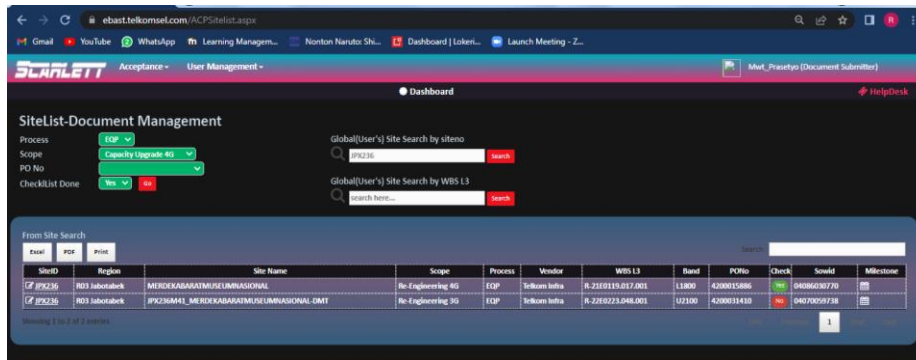 ebast.telkomsel.com/ACPSitelist.aspx
Gmail YouTube WhatsApp Learning Managem... Nonton Naruto: Shi... Dashboard | Lokeri... Launch Meeting - Z...
SCARLETT Acceptance User Management Mwt_Prasetyo (Document Submitter)
Dashboard HelpDesk
SiteList-Document Management
Process EQP Global(User's) Site Search by siteno
Scope Capacity Upgrade 4G JPX236 Search
PO No
CheckList Done Yes Go Global(User's) Site Search by WBS L3
search here... Search
From Site Search
Excel PDF Print Search:
SiteID Region Site Name Scope Process Vendor WBS L3 Band PONo Check Sowid Milestone
JPX236 R03 Jabotabek MERDEKABARATMUSEUMNASIONAL Re-Engineering 4G EQP Telkom Infra R-21E0119.017.001 L1800 4200015886 Yes 04086030770
JPX236 R03 Jabotabek JPX236M41_MERDEKABARATMUSEUMNASIONAL-DMT Re-Engineering 3G EQP Telkom Infra R-22E0223.048.001 U2100 4200031410 No 04070059738
Showing 1 to 2 of 2 entries 1